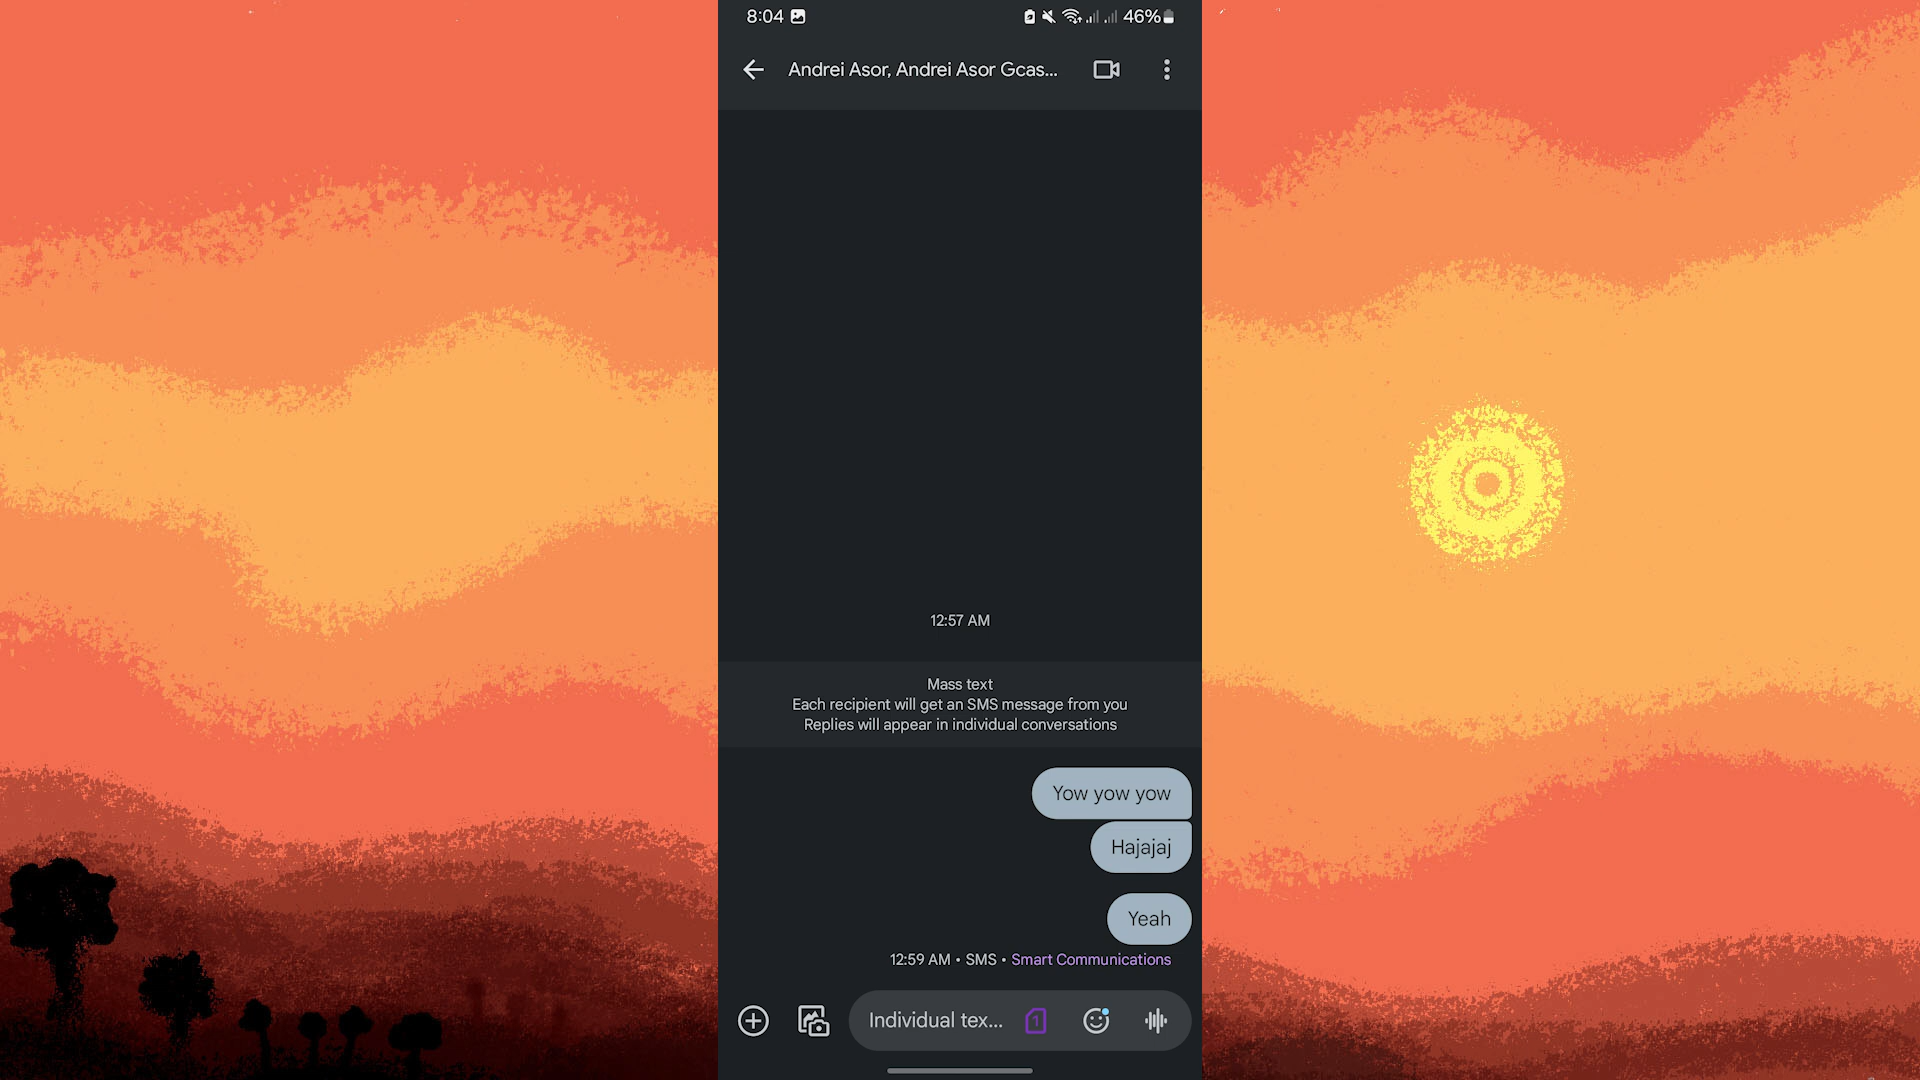 8:04
46%
Andrei Asor, Andrei Asor Gcas...
12:57 AM
Mass text
Each recipient will get an SMS message from you
Replies will appear in individual conversations
Yow yow yow
Hajajaj
Yeah
12:59 AM • SMS • Smart Communications
Individual tex... 1